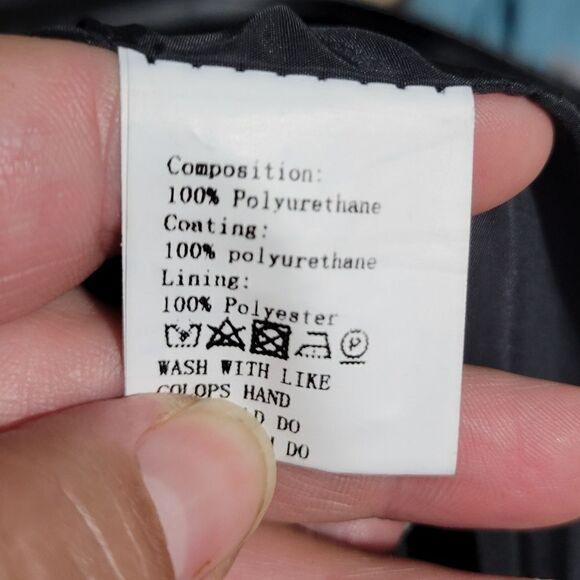 Composition:
100% Polyurethane
Coating:
100% polyurethane
Lining:
100% Polyester
P
WASH WITH LIKE
COLOPS HAND
DO
DO